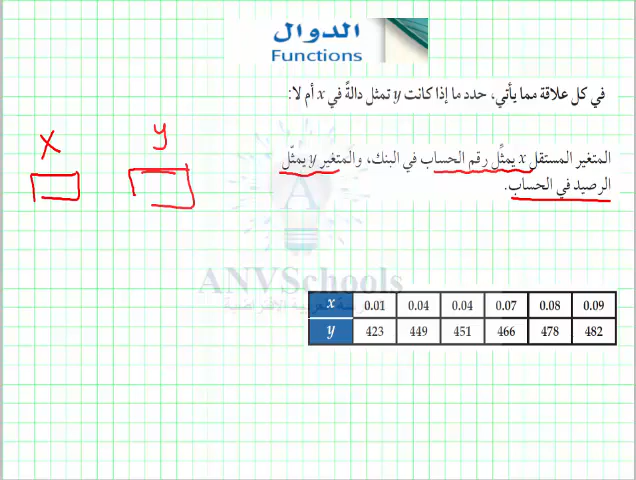 الدوال
Functions
في كل علاقة مما يأتي، حدد ما إذا كانت y تمثل دالةً في x أم لا:
x y
المتغير المستقل x يمثِّل رقم الحساب في البنك، والمتغير y يمثّل
الرصيد في الحساب.
A
ANVSchools
x 0.01 0.04 0.04 0.07 0.08 0.09
y 423 449 451 466 478 482